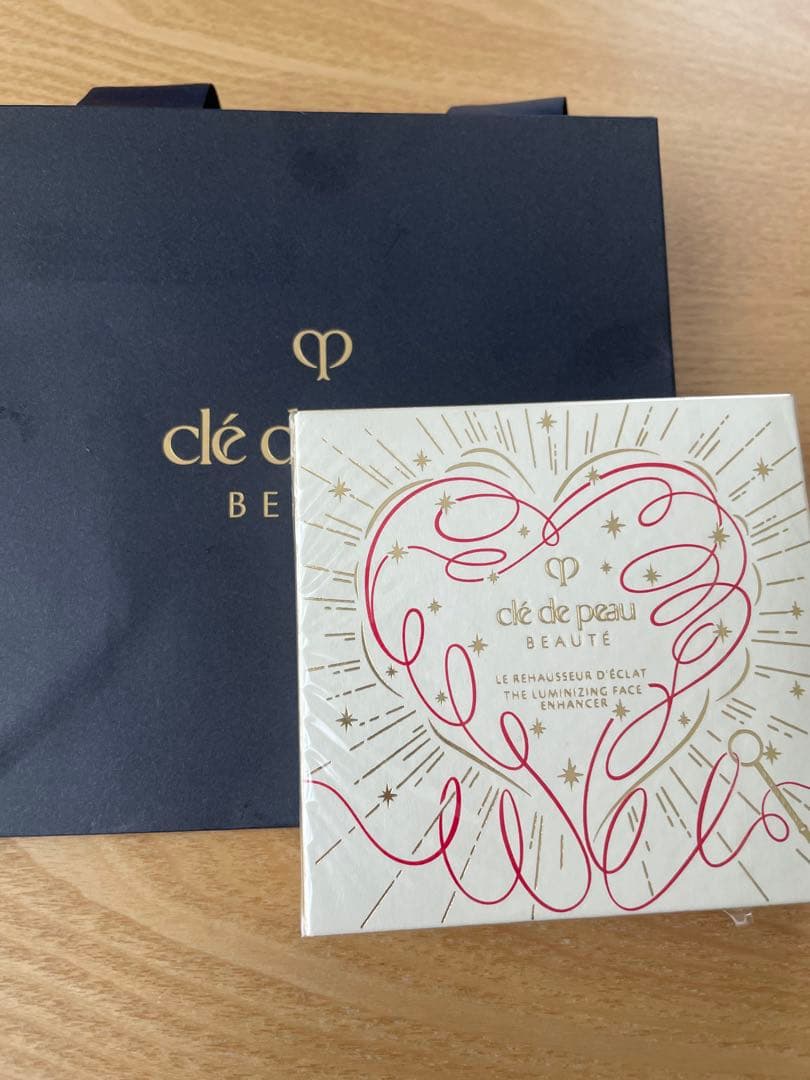 clé d
BE
clé de peau
BEAUTÉ
LE REHAUSSEUR D'ÉCLAT
THE LUMINIZING FACE
ENHANCER